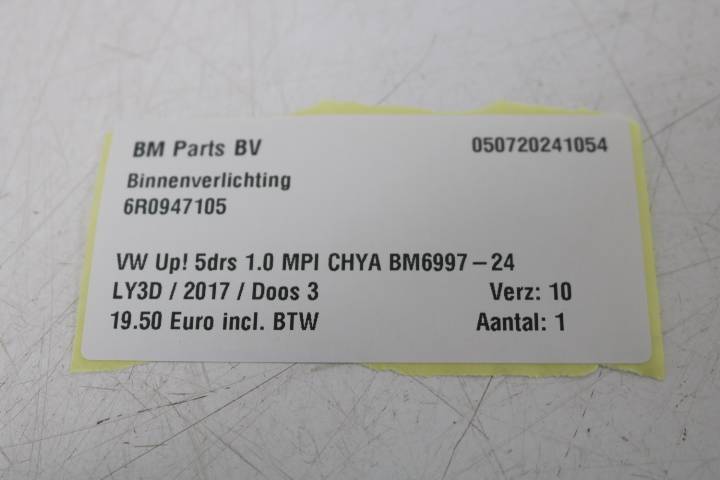 BM Parts BV 050720241054
Binnenverlichting
6R0947105
VW Up! 5drs 1.0 MPI CHYA BM6997-24
LY3D / 2017 / Doos 3 Verz: 10
19.50 Euro incl. BTW Aantal: 1